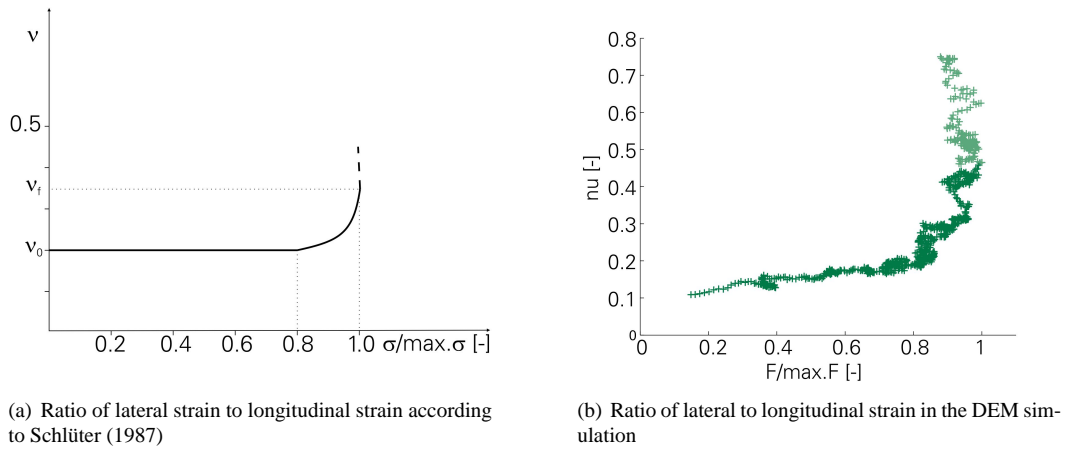 ν
0.5
νf
ν0
0.2 0.4 0.6 0.8 1.0 σ/max.σ [-]
(a) Ratio of lateral strain to longitudinal strain according
to Schlüter (1987)
0.8
0.7
0.6
0.5
0.4
0.3
0.2
0.1
0
nu [-]
0 0.2 0.4 0.6 0.8 1
F/max.F [-]
(b) Ratio of lateral to longitudinal strain in the DEM sim-
ulation